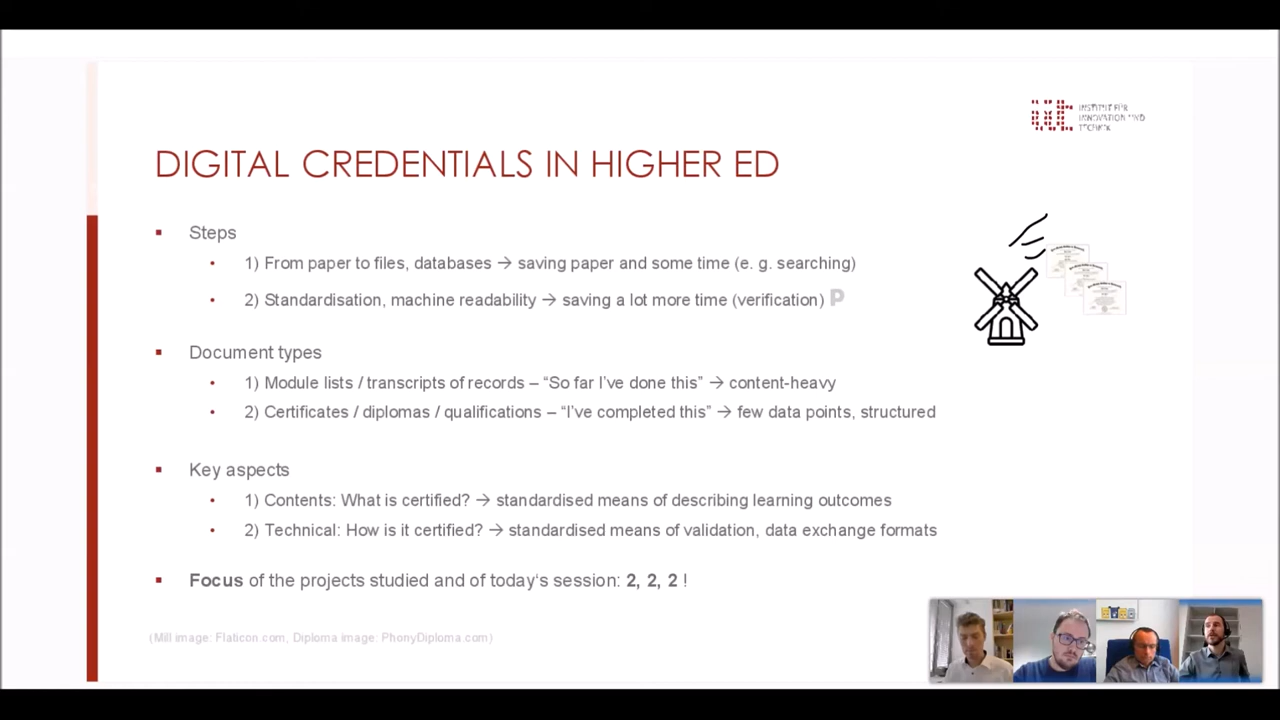 INSTITUT FÜR
INNOVATION UND
TECHNIK
DIGITAL CREDENTIALS IN HIGHER ED
Steps
1) From paper to files, databases → saving paper and some time (e. g. searching)
2) Standardisation, machine readability → saving a lot more time (verification) P
Document types
1) Module lists / transcripts of records – “So far I’ve done this” → content-heavy
2) Certificates / diplomas / qualifications – “I’ve completed this” → few data points, structured
Key aspects
1) Contents: What is certified? → standardised means of describing learning outcomes
2) Technical: How is it certified? → standardised means of validation, data exchange formats
Focus of the projects studied and of today‘s session: 2, 2, 2 !
(Mill image: Flaticon.com, Diploma image: PhonyDiploma.com)